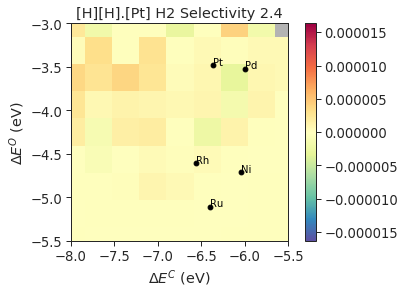 [H][H].[Pt] H2 Selectivity 2.4
−3.0
−3.5
−4.0
−4.5
−5.0
−5.5
ΔE^O (eV)
Pt
Pd
Rh
Ni
Ru
−8.0 −7.5 −7.0 −6.5 −6.0 −5.5
ΔE^C (eV)
0.000015
0.000010
0.000005
0.000000
−0.000005
−0.000010
−0.000015